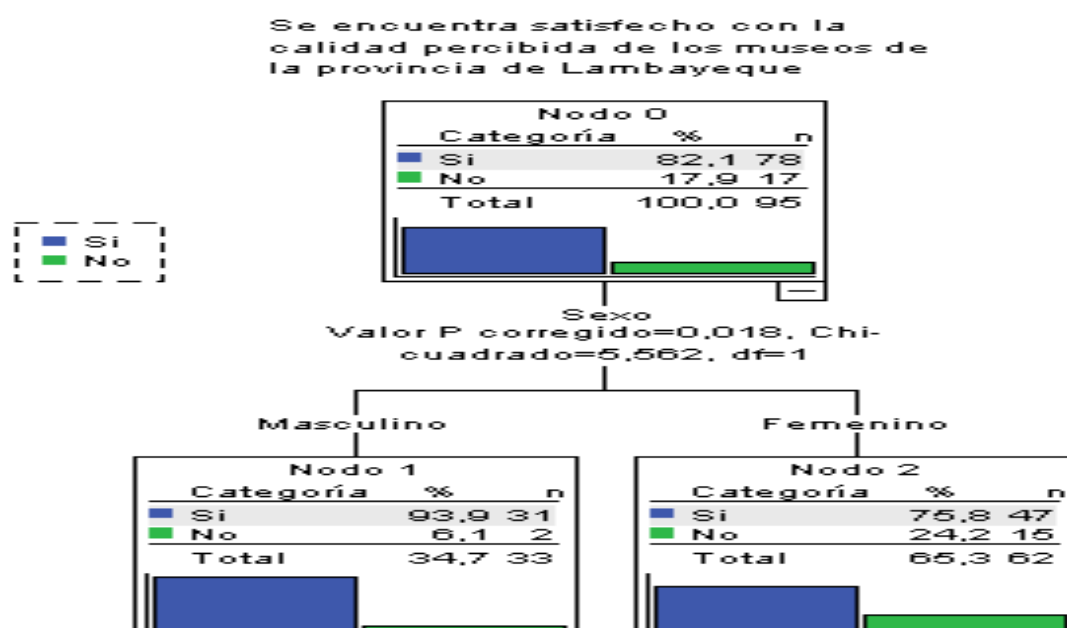 Se encuentra satisfecho con la
calidad percibida de los museos de
la provincia de Lambayeque
Nodo 0
Categoría % n
Si 82,1 78
No 17,9 17
Total 100,0 95
Si
No
Sexo
Valor P corregido=0,018, Chi-
cuadrado=5,562, df=1
Masculino
Femenino
Nodo 1
Categoría % n
Si 93,9 31
No 6,1 2
Total 34,7 33
Nodo 2
Categoría % n
Si 75,8 47
No 24,2 15
Total 65,3 62